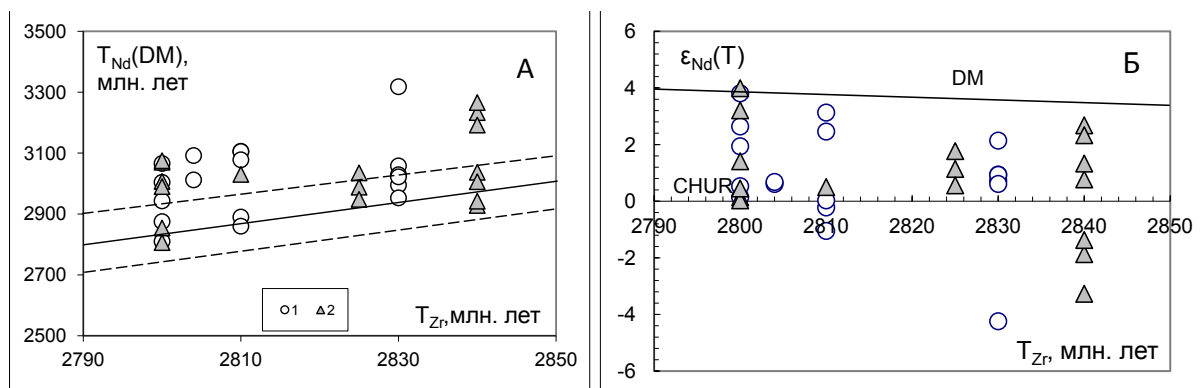 3500
3300
3100
2900
2700
2500
T_Nd(DM),
млн. лет
А
1 2
T_Zr,млн. лет
2790 2810 2830 2850
6
4
2
0
-2
-4
-6
ε_Nd(T)
Б
DM
CHUR
2790 2800 2810 2820 2830 2840 2850
T_Zr, млн. лет